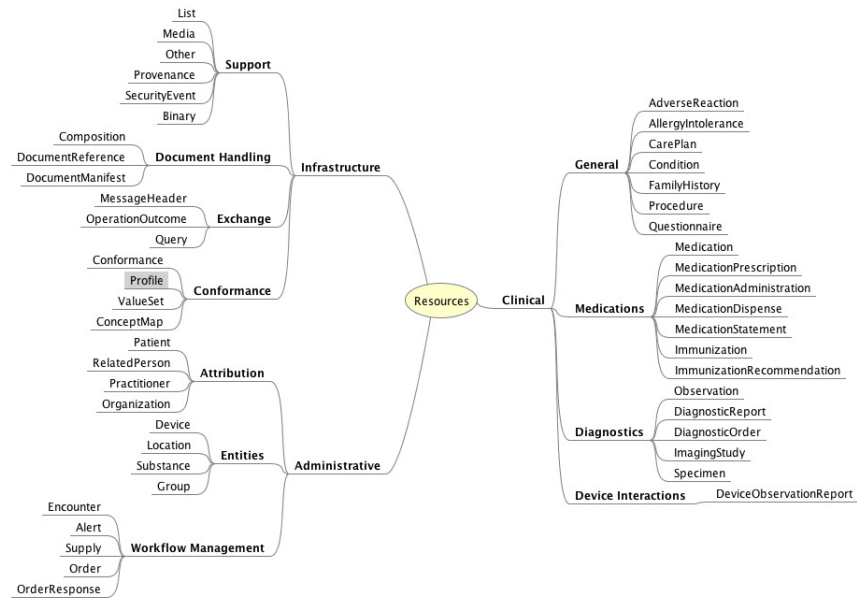 List
Media
Other
Provenance
SecurityEvent
Binary
Support
Composition
DocumentReference
DocumentManifest
Document Handling
MessageHeader
OperationOutcome
Query
Exchange
Conformance
Profile
ValueSet
ConceptMap
Conformance
Infrastructure
Patient
RelatedPerson
Practitioner
Organization
Attribution
Device
Location
Substance
Group
Entities
Encounter
Alert
Supply
Order
OrderResponse
Workflow Management
Administrative
Resources
Clinical
General
AdverseReaction
AllergyIntolerance
CarePlan
Condition
FamilyHistory
Procedure
Questionnaire
Medications
Medication
MedicationPrescription
MedicationAdministration
MedicationDispense
MedicationStatement
Immunization
ImmunizationRecommendation
Diagnostics
Observation
DiagnosticReport
DiagnosticOrder
ImagingStudy
Specimen
Device Interactions
DeviceObservationReport